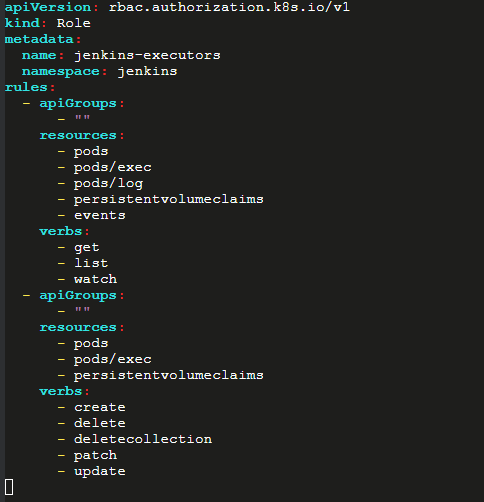 apiVersion: rbac.authorization.k8s.io/v1
kind: Role
metadata:
  name: jenkins-executors
  namespace: jenkins
rules:
  - apiGroups:
      - ""
    resources:
      - pods
      - pods/exec
      - pods/log
      - persistentvolumeclaims
      - events
    verbs:
      - get
      - list
      - watch
  - apiGroups:
      - ""
    resources:
      - pods
      - pods/exec
      - persistentvolumeclaims
    verbs:
      - create
      - delete
      - deletecollection
      - patch
      - update